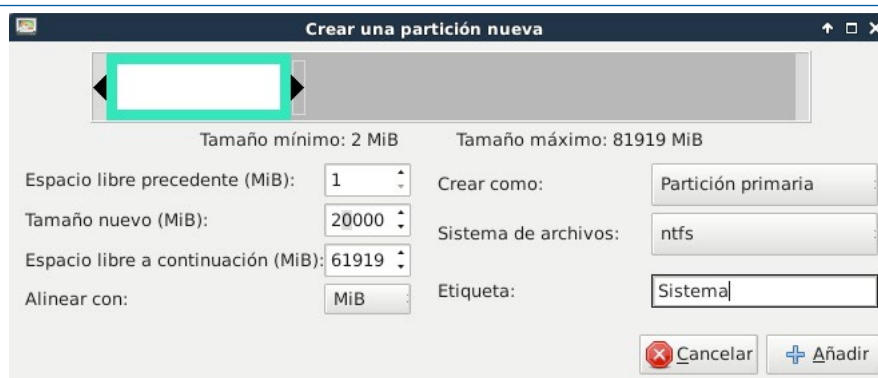 Crear una partición nueva
Tamaño mínimo: 2 MiB Tamaño máximo: 81919 MiB
Espacio libre precedente (MiB): 1
Tamaño nuevo (MiB): 20000
Espacio libre a continuación (MiB): 61919
Alinear con: MiB
Crear como: Partición primaria
Sistema de archivos: ntfs
Etiqueta: Sistema
Cancelar Añadir